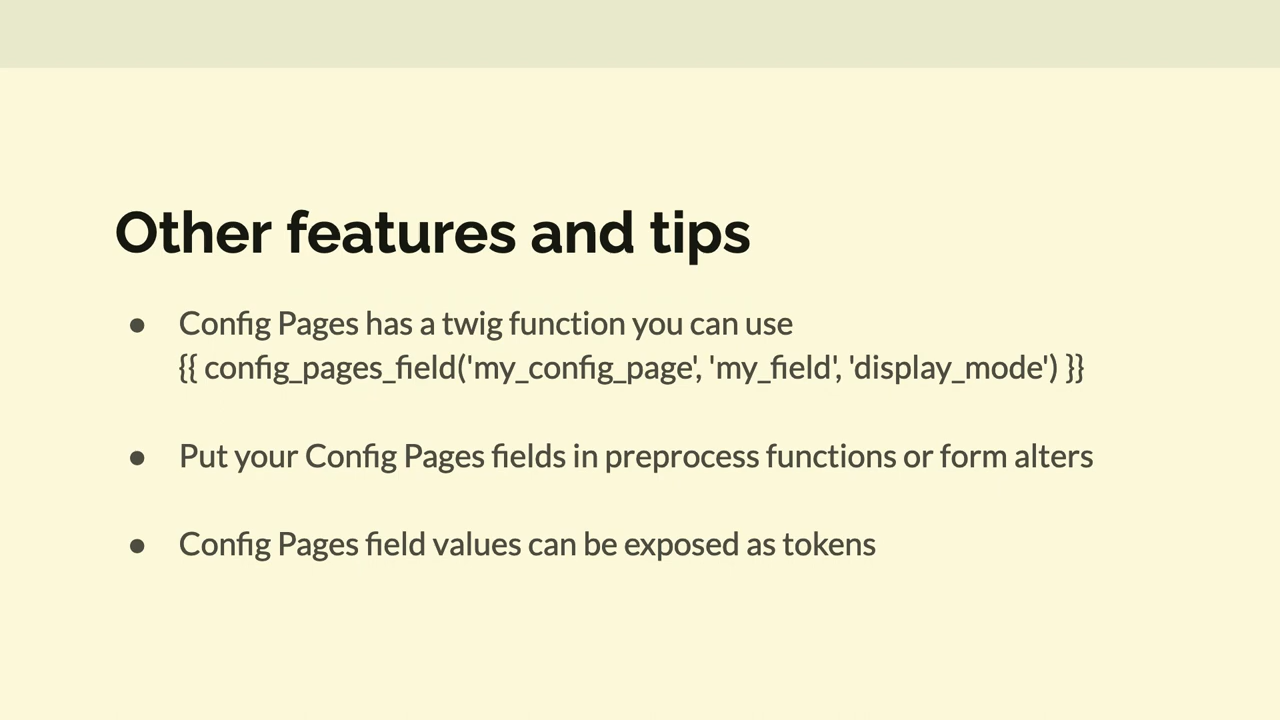 Other features and tips
● Config Pages has a twig function you can use
{{ config_pages_field('my_config_page', 'my_field', 'display_mode') }}
● Put your Config Pages fields in preprocess functions or form alters
● Config Pages field values can be exposed as tokens